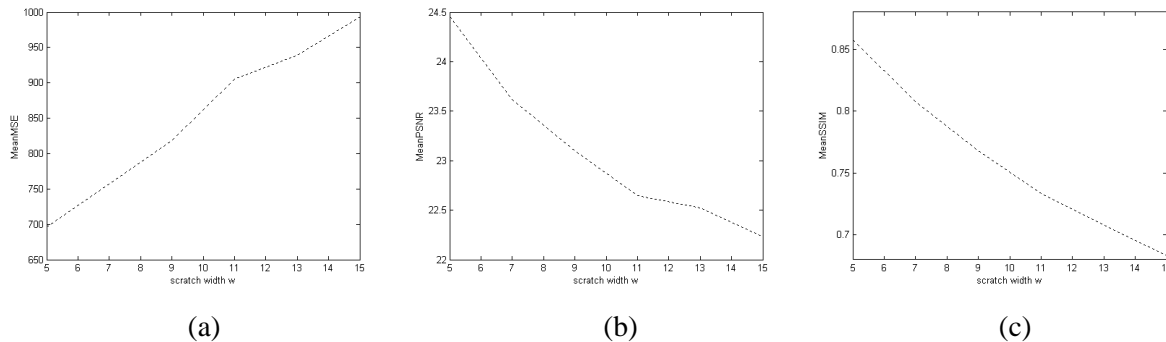 1000
950
900
850
800
750
700
650
MeanMSE
5 6 7 8 9 10 11 12 13 14 15
scratch width w
(a)
24.5
24
23.5
23
22.5
22
MeanPSNR
5 6 7 8 9 10 11 12 13 14 15
scratch width w
(b)
0.85
0.8
0.75
0.7
MeanSSIM
5 6 7 8 9 10 11 12 13 14 15
scratch width w
(c)